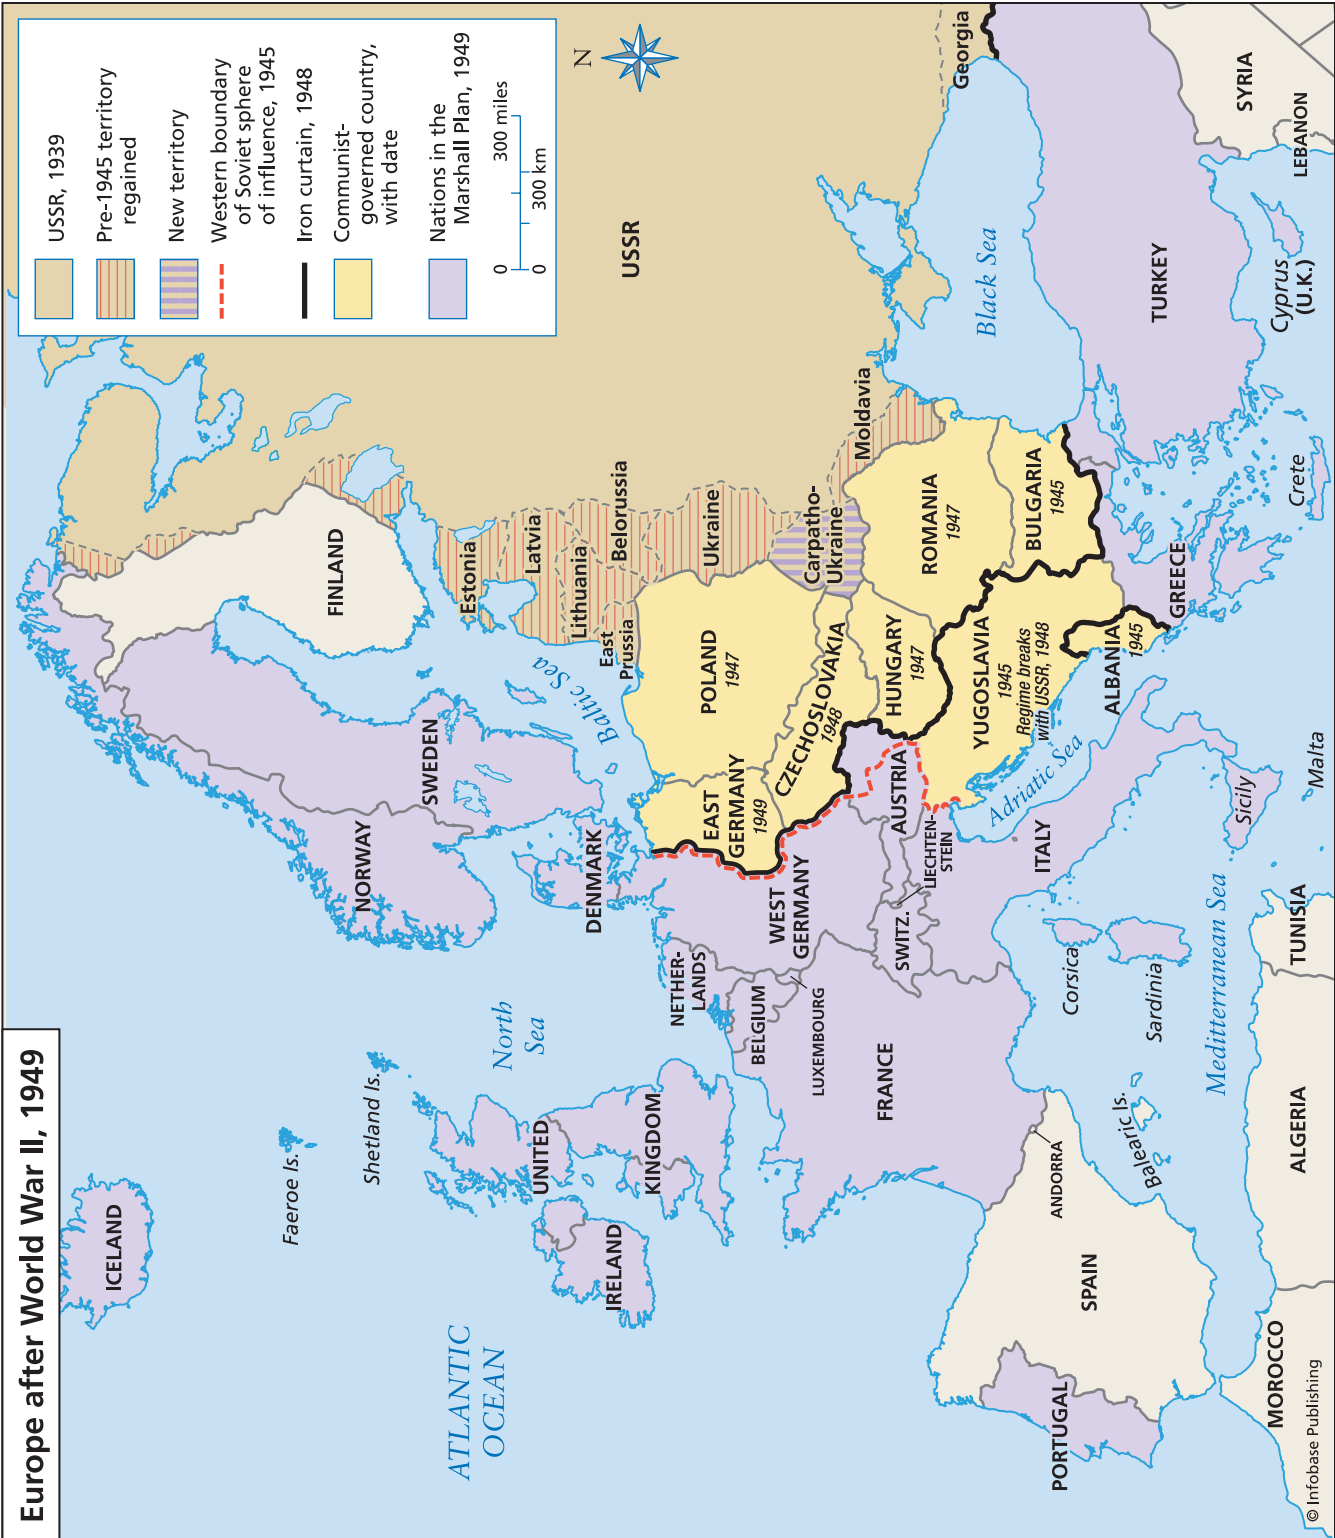 Europe after World War II, 1949
USSR, 1939
Pre-1945 territory
regained
New territory
Western boundary
of Soviet sphere
of influence, 1945
Iron curtain, 1948
Communist-
governed country,
with date
Nations in the
Marshall Plan, 1949
0
300 miles
0
300 km
N
ICELAND
Faeroe Is.
Shetland Is.
ATLANTIC
OCEAN
North
Sea
NORWAY
SWEDEN
FINLAND
Baltic Sea
DENMARK
UNITED
KINGDOM
IRELAND
NETHER-
LANDS
BELGIUM
LUXEMBOURG
WEST
GERMANY
EAST
GERMANY
1949
POLAND
1947
Estonia
Latvia
Lithuania
East
Prussia
Belorussia
Ukraine
Carpatho-
Ukraine
Moldavia
USSR
Georgia
CZECHOSLOVAKIA
1948
AUSTRIA
LIECHTEN-
STEIN
SWITZ.
FRANCE
HUNGARY
1947
ROMANIA
1947
BULGARIA
1945
YUGOSLAVIA
1945
Regime breaks
with USSR, 1948
ALBANIA
1945
GREECE
Crete
Black Sea
TURKEY
SYRIA
LEBANON
Cyprus
(U.K.)
Adriatic Sea
ITALY
Sicily
Malta
Corsica
Sardinia
Mediterranean Sea
Balearic Is.
ANDORRA
SPAIN
PORTUGAL
MOROCCO
ALGERIA
TUNISIA
© Infobase Publishing